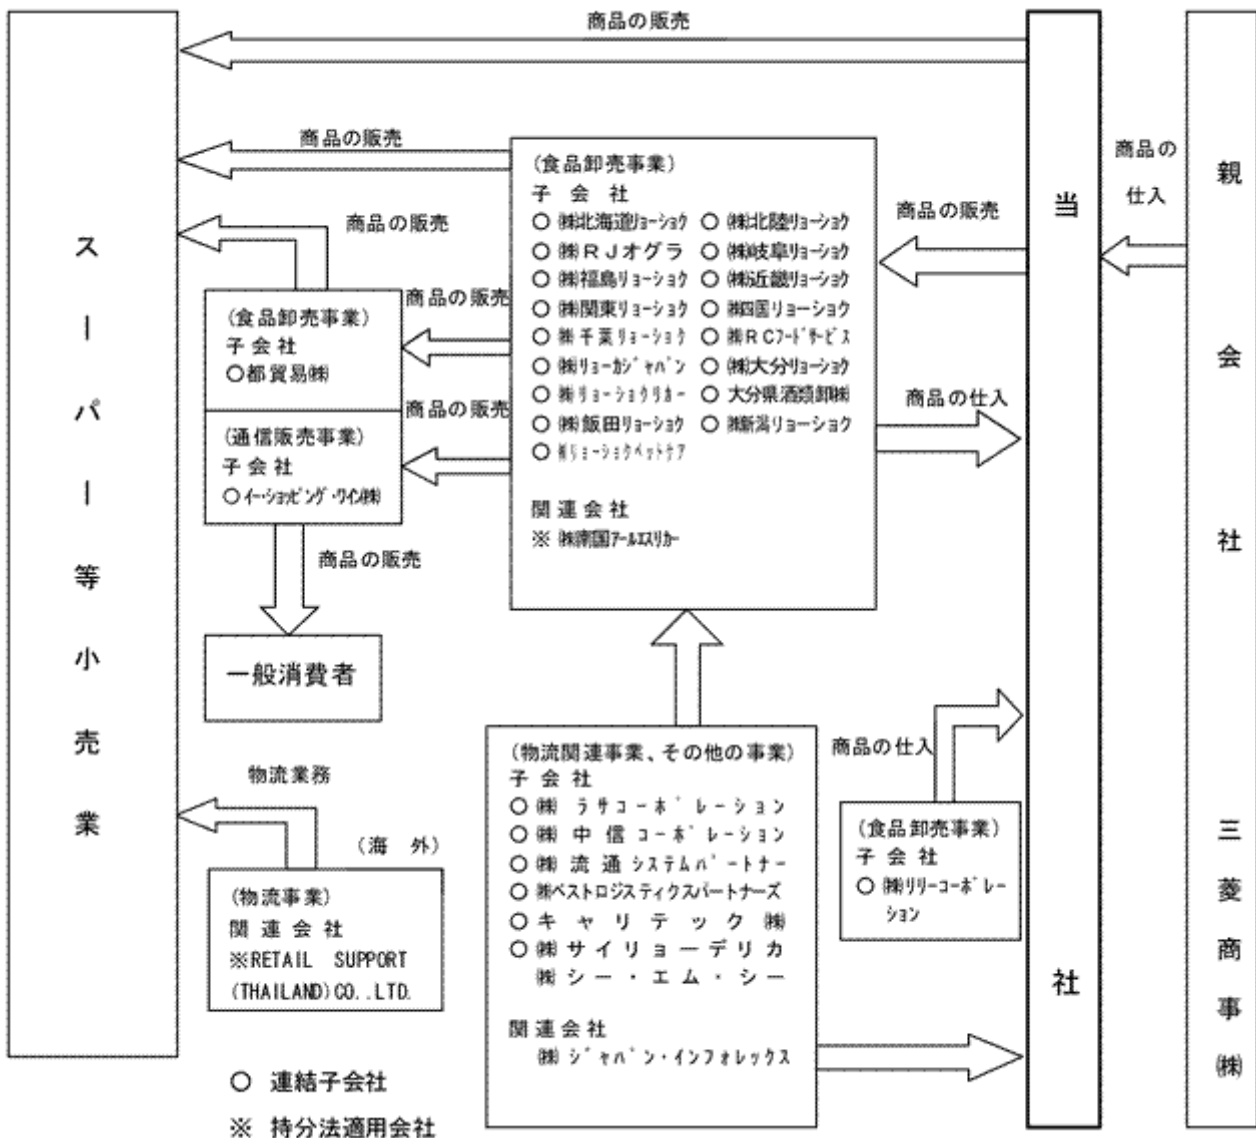 商品の販売
スーパー等小売業
当社
親会社 三菱商事㈱
商品の仕入
商品の販売
商品の販売
商品の販売
商品の販売
商品の販売
商品の販売
商品の仕入
(食品卸売事業)
子会社
○ ㈱北海道リョーショク ○ ㈱北陸リョーショク
○ ㈱RJオグラ ○ ㈱岐阜リョーショク
○ ㈱福島リョーショク ○ ㈱近畿リョーショク
○ ㈱関東リョーショク ○ ㈱四国リョーショク
○ ㈱千葉リョーショク ○ ㈱RCフードサービス
○ ㈱リョーカジャパン ○ ㈱大分リョーショク
○ ㈱リョーショクリカー ○ 大分県酒類卸㈱
○ ㈱飯田リョーショク ○ ㈱新潟リョーショク
○ ㈱リョーショクペットケア
関連会社
※ ㈱南国アールエスリカー
(食品卸売事業)
子会社
○都貿易㈱
(通信販売事業)
子会社
○イー・ショッピング・ワイン㈱
一般消費者
物流業務
(海 外)
(物流事業)
関連会社
※RETAIL SUPPORT
(THAILAND)CO..LTD.
(物流関連事業、その他の事業)
子会社
○ ㈱ ラサコーポレーション
○ ㈱ 中信コーポレーション
○ ㈱ 流通システムパートナー
○ ㈱ベストロジスティクスパートナーズ
○ キャリテック㈱
○ ㈱サイリョーデリカ
㈱シー・エム・シー
関連会社
㈱ジャパン・インフォレックス
商品の仕入
(食品卸売事業)
子会社
○ ㈱リリーコーポレー
ション
○ 連結子会社
※ 持分法適用会社